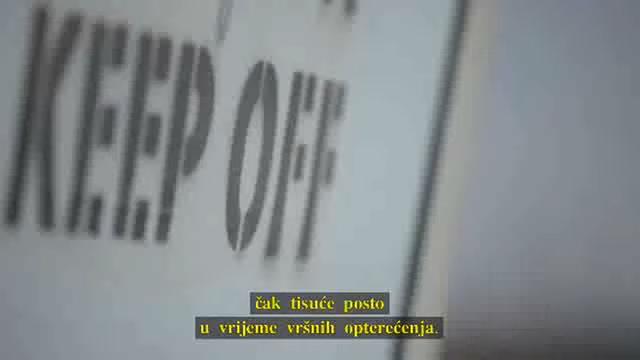 KEEP OFF
čak tisuće posto
u vrijeme vršnih opterećenja.